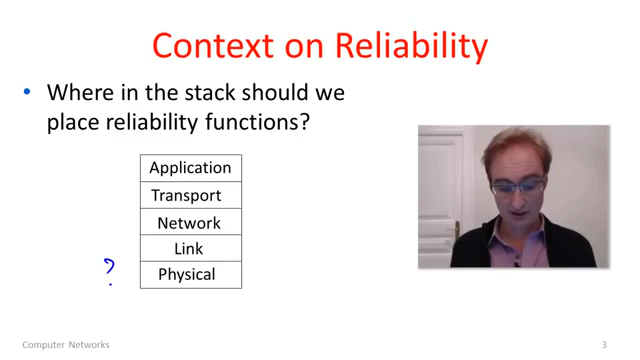 Context on Reliability
• Where in the stack should we
place reliability functions?
Application
Transport
Network
Link
?
Physical
Computer Networks
3